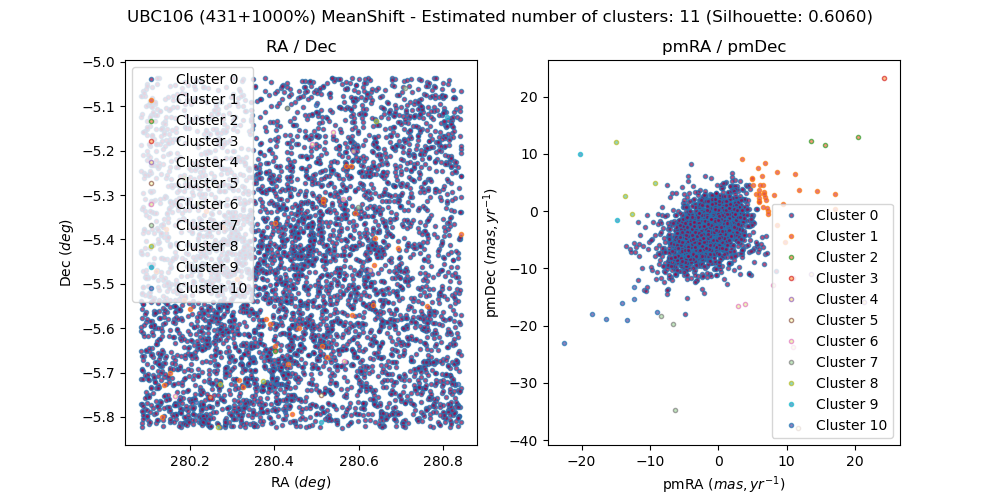 UBC106 (431+1000%) MeanShift - Estimated number of clusters: 11 (Silhouette: 0.6060)
RA / Dec
−5.0
−5.1
−5.2
−5.3
−5.4
−5.5
−5.6
−5.7
−5.8
Dec (deg)
Cluster 0
Cluster 1
Cluster 2
Cluster 3
Cluster 4
Cluster 5
Cluster 6
Cluster 7
Cluster 8
Cluster 9
Cluster 10
280.2 280.4 280.6 280.8
RA (deg)
pmRA / pmDec
20
10
0
−10
−20
−30
−40
pmDec (mas, yr⁻¹)
Cluster 0
Cluster 1
Cluster 2
Cluster 3
Cluster 4
Cluster 5
Cluster 6
Cluster 7
Cluster 8
Cluster 9
Cluster 10
−20 −10 0 10 20
pmRA (mas, yr⁻¹)